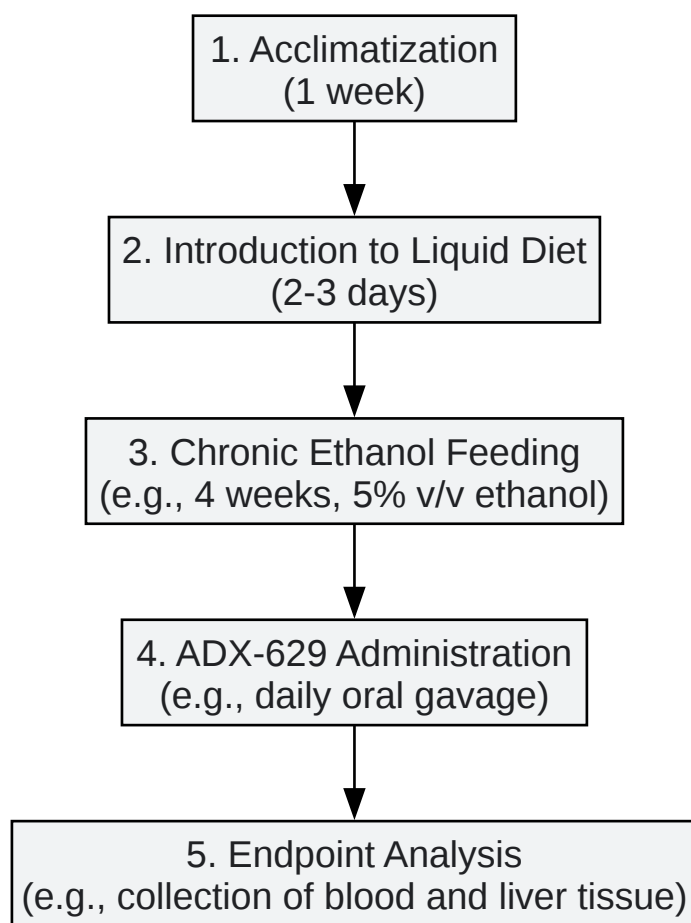 1. Acclimatization
(1 week)
2. Introduction to Liquid Diet
(2-3 days)
3. Chronic Ethanol Feeding
(e.g., 4 weeks, 5% v/v ethanol)
4. ADX-629 Administration
(e.g., daily oral gavage)
5. Endpoint Analysis
(e.g., collection of blood and liver tissue)